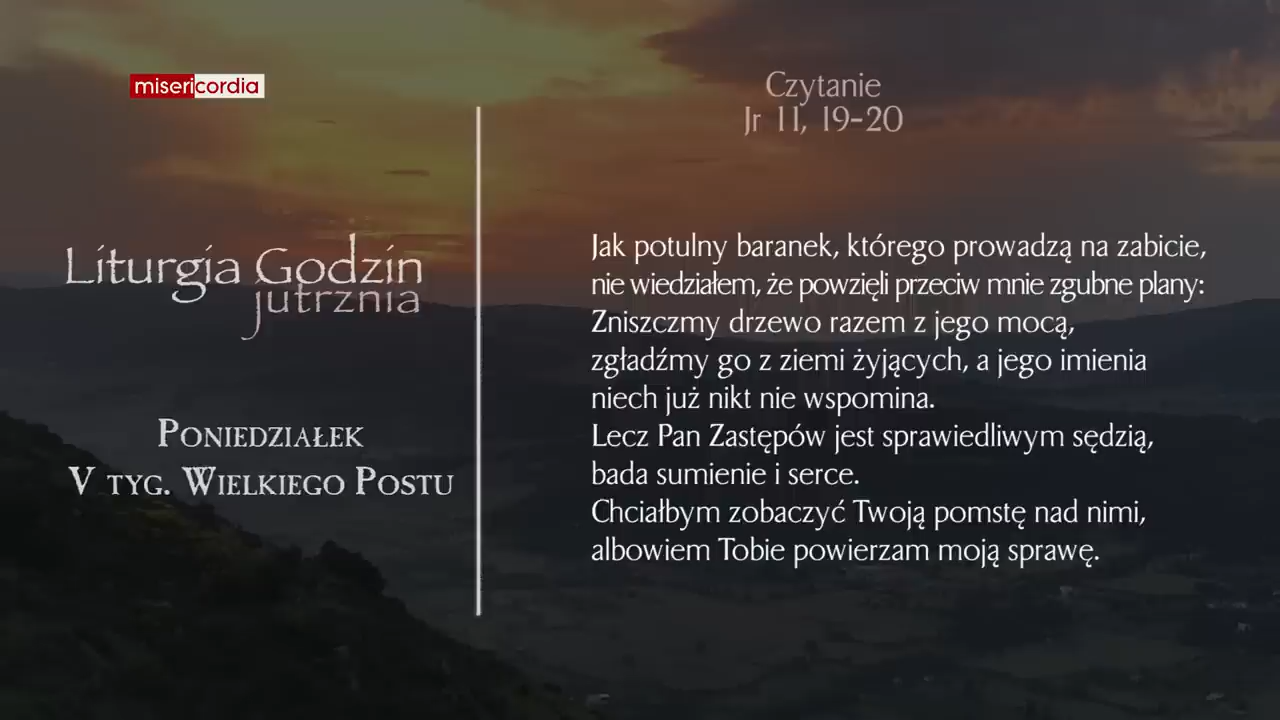 misericordia
Liturgia Godzin
jutrznia
Poniedziałek
V tyg. Wielkiego Postu
Czytanie
Jr 11, 19-20
Jak potulny baranek, którego prowadzą na zabicie,
nie wiedziałem, że powzięli przeciw mnie zgubne plany:
Zniszczmy drzewo razem z jego mocą,
zgładźmy go z ziemi żyjących, a jego imienia
niech już nikt nie wspomina.
Lecz Pan Zastępów jest sprawiedliwym sędzią,
bada sumienie i serce.
Chciałbym zobaczyć Twoją pomstę nad nimi,
albowiem Tobie powierzam moją sprawę.